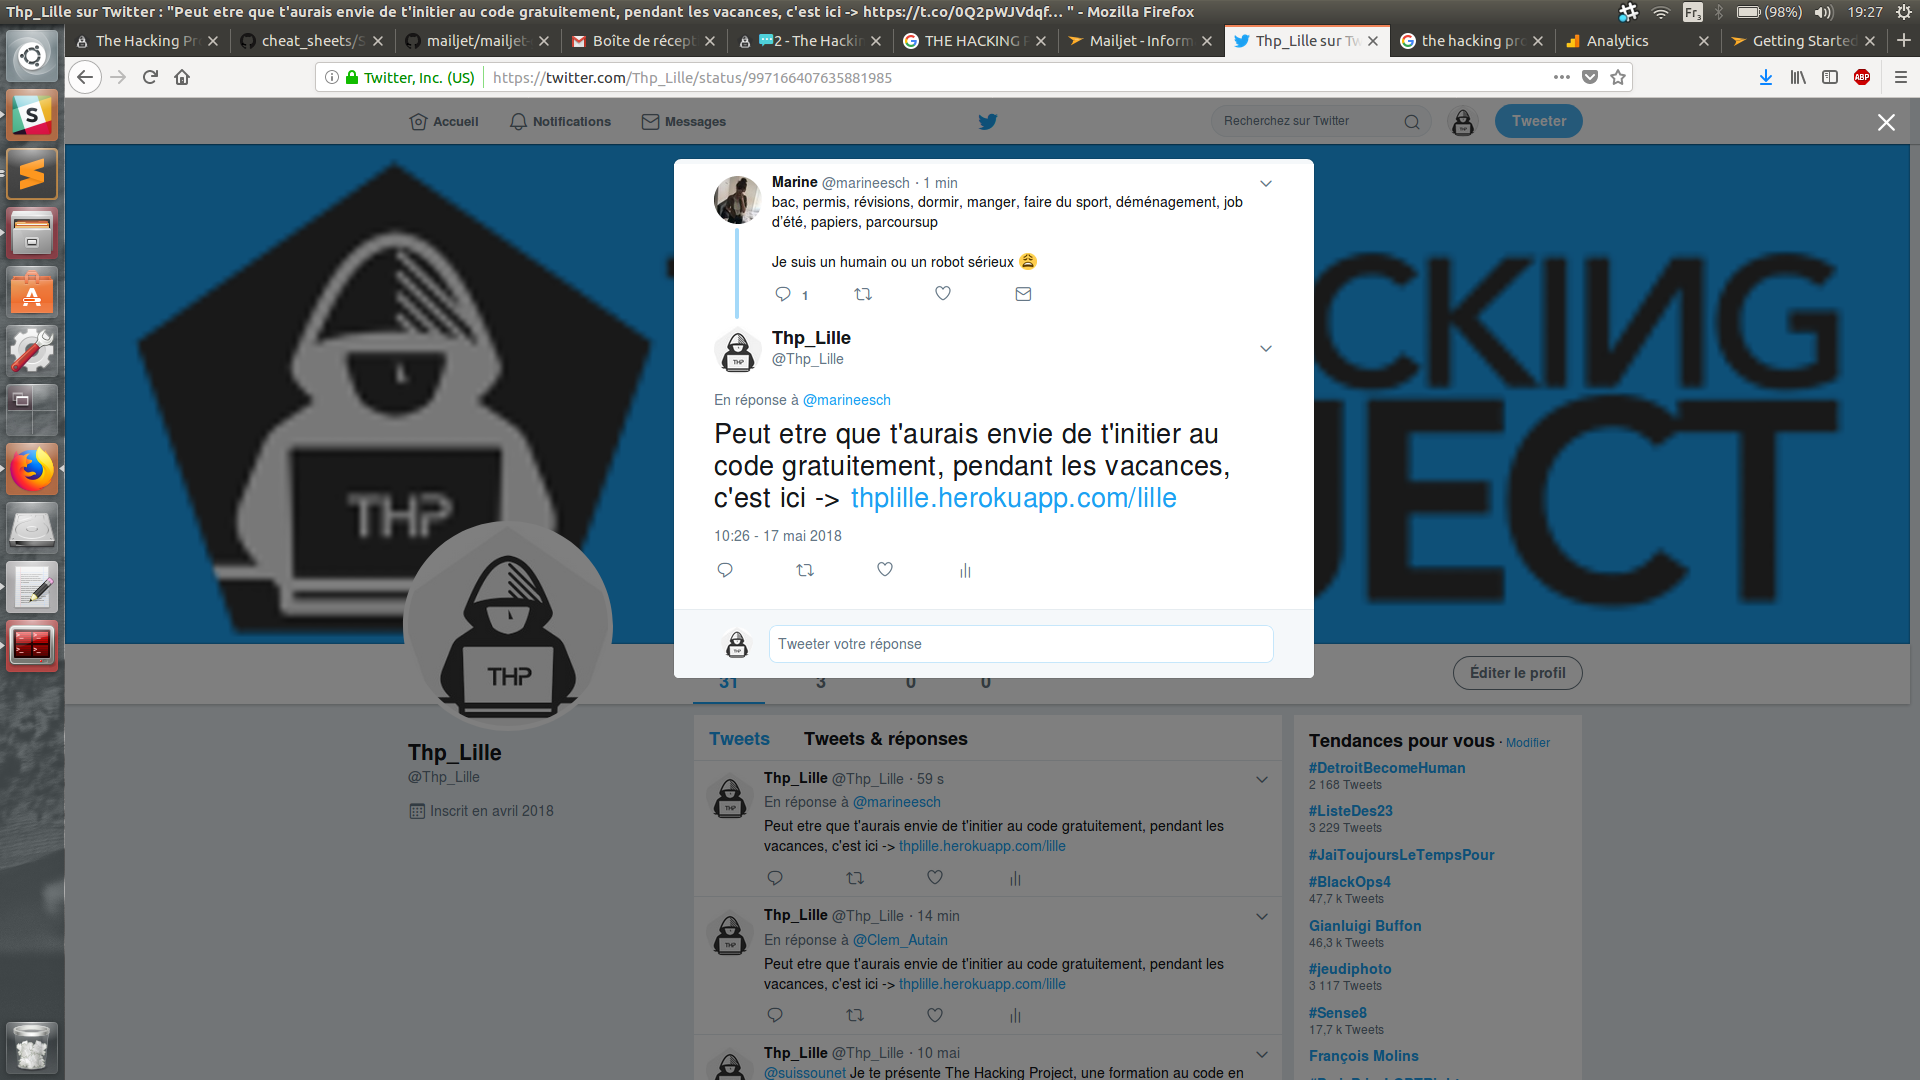 Thp_Lille sur Twitter : "Peut etre que t'aurais envie de t'initier au code gratuitement, pendant les vacances, c'est ici -> https://t.co/0Q2pWJVdqf… " - Mozilla Firefox
Fr3
(98%)
19:27
The Hacking Pr
cheat_sheets/S
mailjet/mailjet-
Boîte de récept
2 - The Hackin
THE HACKING P
Mailjet - Inform
Thp_Lille sur Tw
the hacking pro
Analytics
Getting Started
Twitter, Inc. (US)
https://twitter.com/Thp_Lille/status/997166407635881985
ABP
Accueil
Notifications
Messages
Recherchez sur Twitter
Tweeter
Marine @marineesch · 1 min
bac, permis, révisions, dormir, manger, faire du sport, déménagement, job
d'été, papiers, parcoursup
Je suis un humain ou un robot sérieux 😩
1
Thp_Lille
@Thp_Lille
En réponse à @marineesch
Peut etre que t'aurais envie de t'initier au
code gratuitement, pendant les vacances,
c'est ici -> thplille.herokuapp.com/lille
10:26 - 17 mai 2018
Tweeter votre réponse
THP
CKING
JECT
THP
31
3
0
0
Éditer le profil
Thp_Lille
@Thp_Lille
Inscrit en avril 2018
Tweets
Tweets & réponses
Thp_Lille @Thp_Lille · 59 s
En réponse à @marineesch
Peut etre que t'aurais envie de t'initier au code gratuitement, pendant les
vacances, c'est ici -> thplille.herokuapp.com/lille
Thp_Lille @Thp_Lille · 14 min
En réponse à @Clem_Autain
Peut etre que t'aurais envie de t'initier au code gratuitement, pendant les
vacances, c'est ici -> thplille.herokuapp.com/lille
Thp_Lille @Thp_Lille · 10 mai
@suissounet Je te présente The Hacking Project, une formation au code en
Tendances pour vous · Modifier
#DetroitBecomeHuman
2 168 Tweets
#ListeDes23
3 229 Tweets
#JaiToujoursLeTempsPour
#BlackOps4
47,7 k Tweets
Gianluigi Buffon
46,3 k Tweets
#jeudiphoto
3 117 Tweets
#Sense8
17,7 k Tweets
François Molins